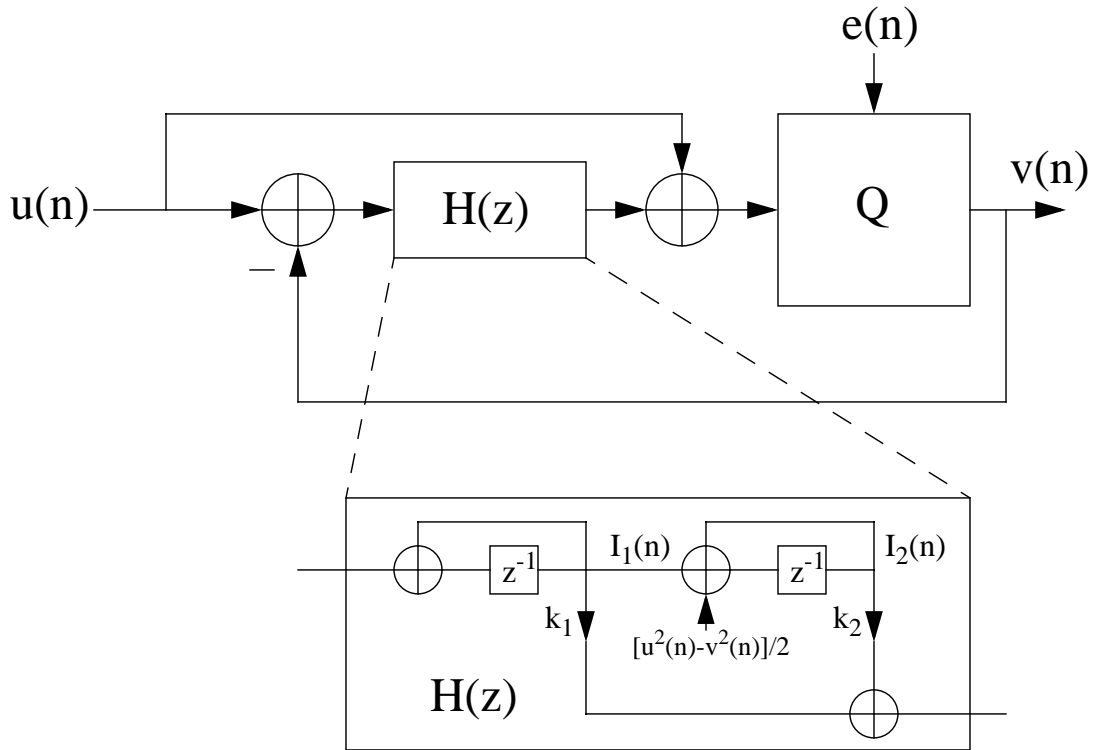 e(n)
u(n)
H(z)
Q
v(n)
—
z⁻¹
I₁(n)
z⁻¹
I₂(n)
k₁
[u²(n)-v²(n)]/2
k₂
H(z)